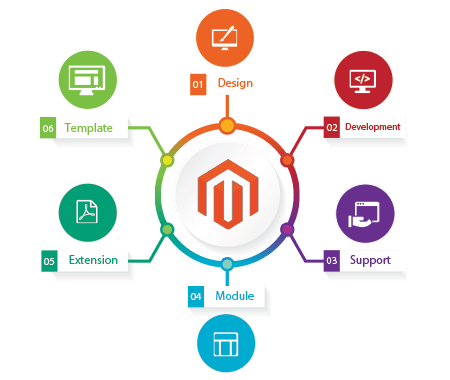 01 Design
02 Development
03 Support
04 Module
05 Extension
06 Template